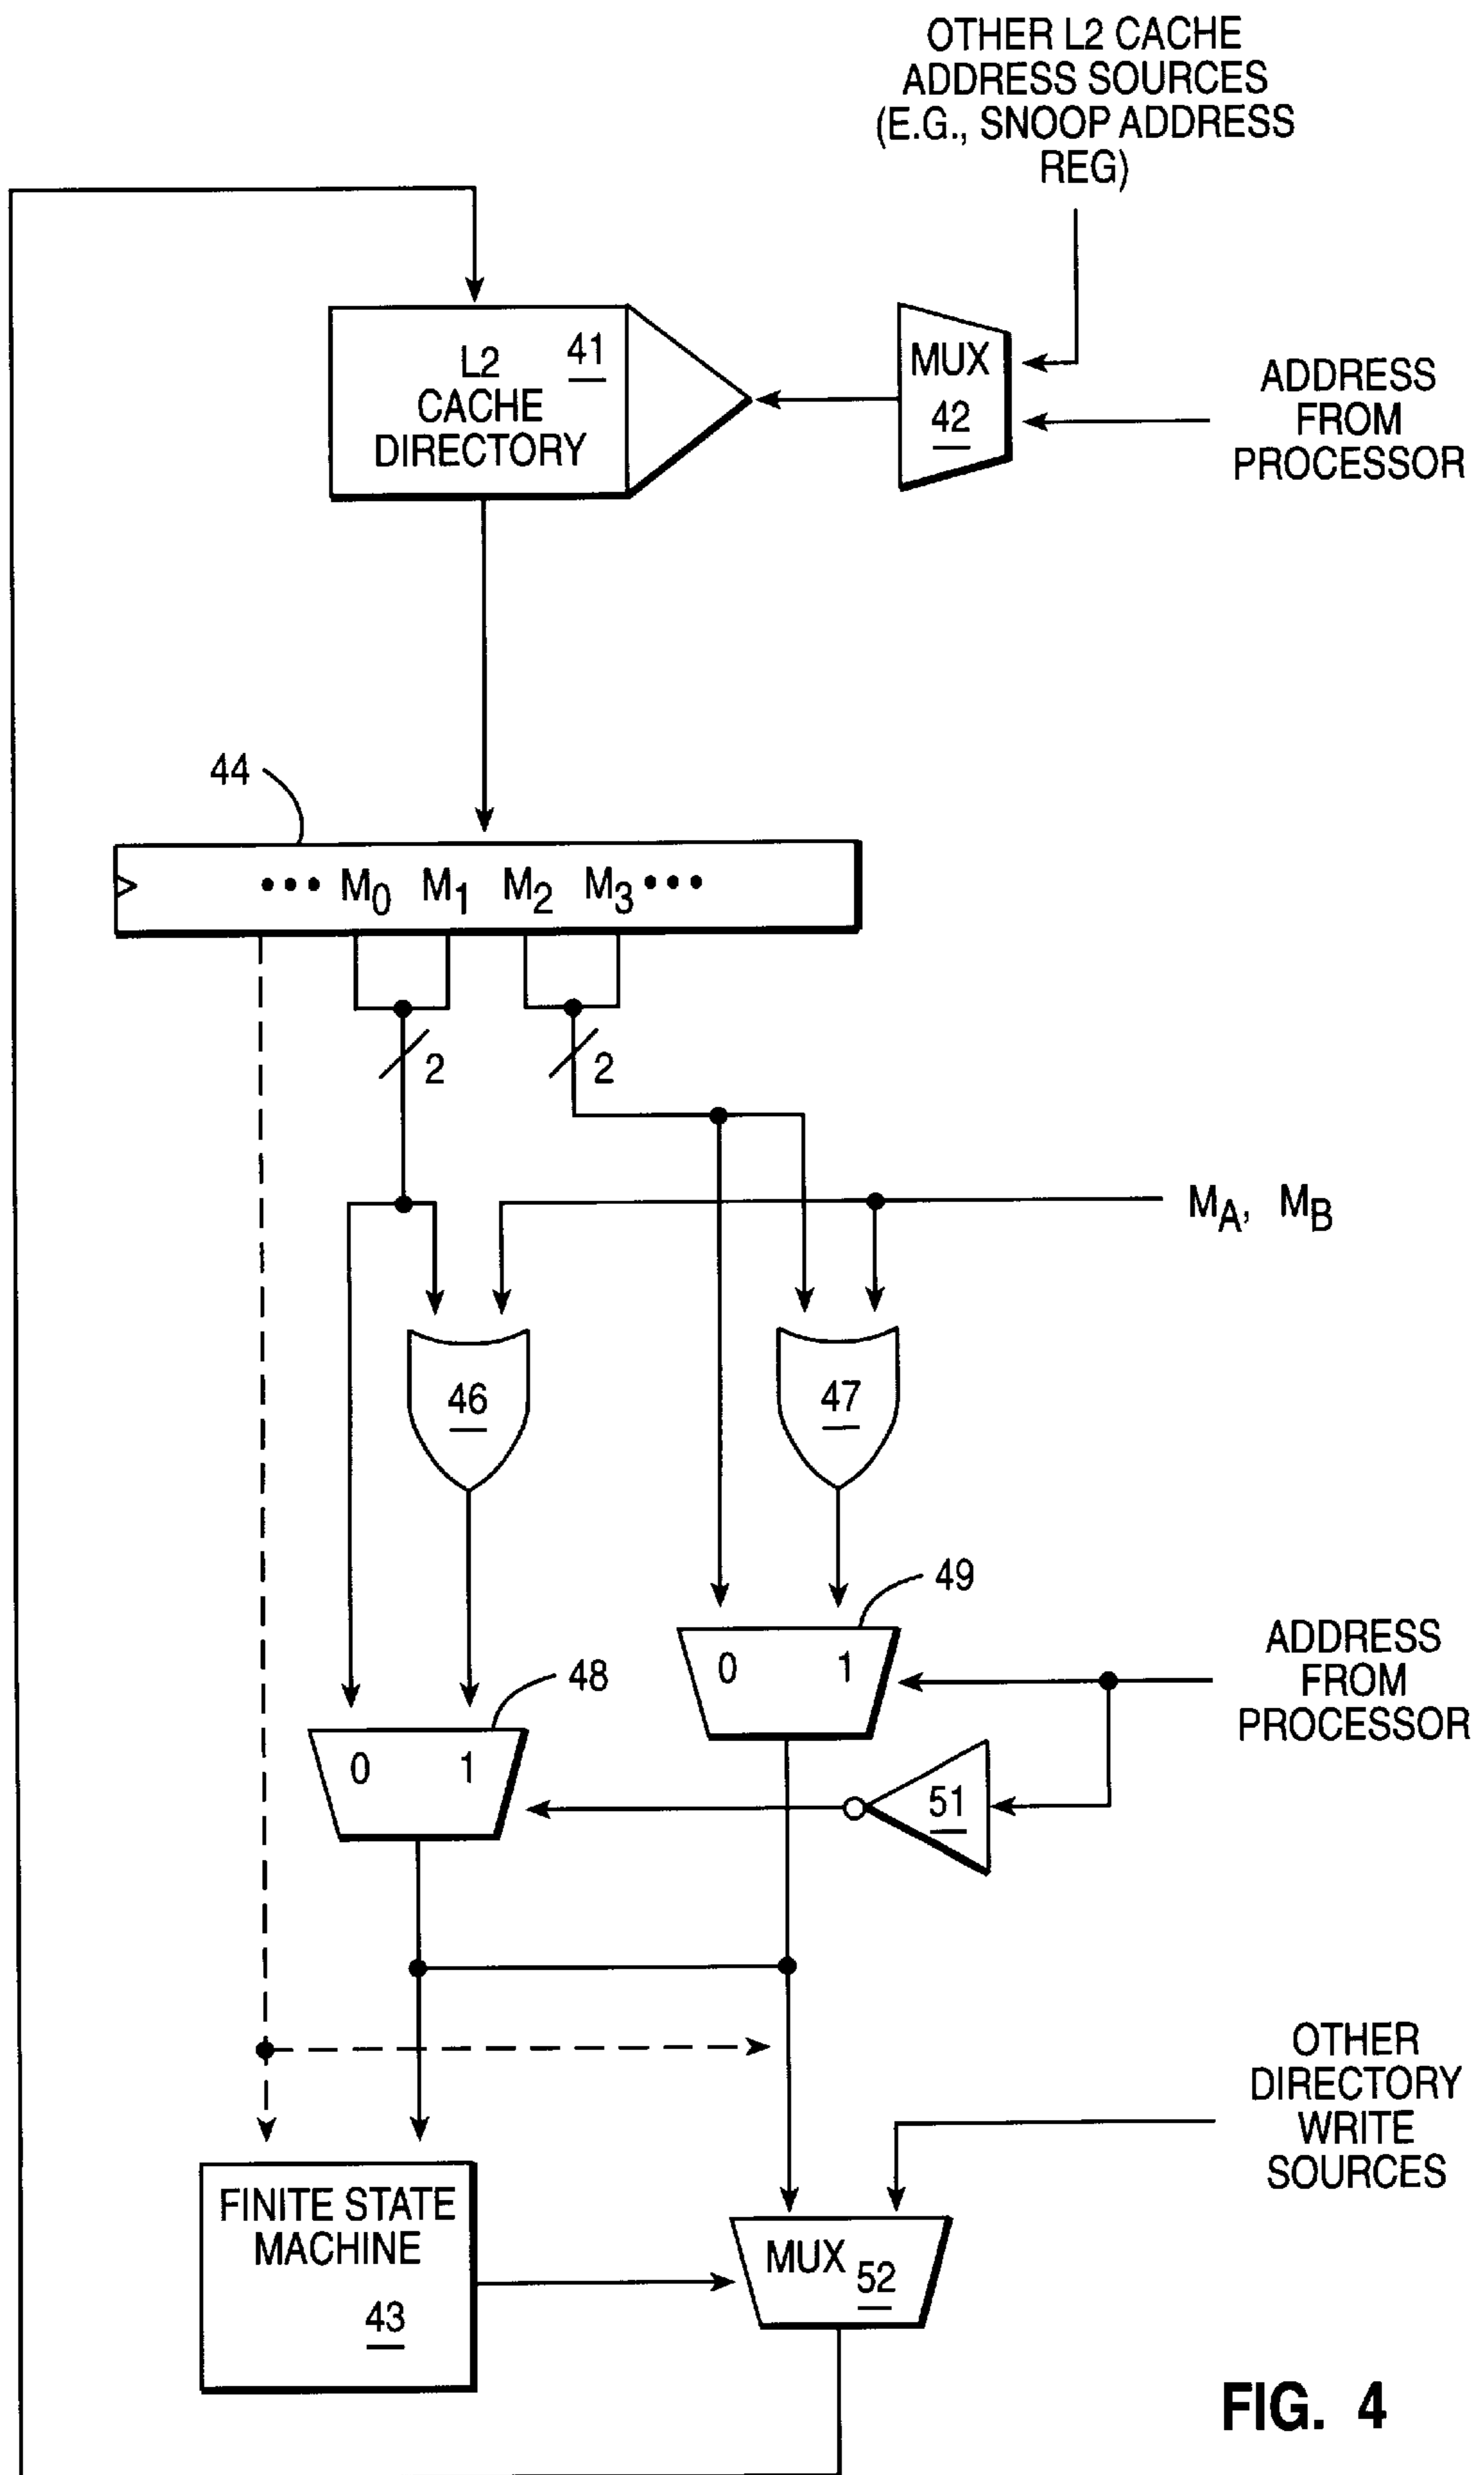 OTHER L2 CACHE
ADDRESS SOURCES
(E.G., SNOOP ADDRESS
REG)
L2 41
CACHE
DIRECTORY
MUX
42
ADDRESS
FROM
PROCESSOR
44
••• M0 M1 M2 M3 •••
2 2
MA, MB
46 47
49
0 1
48
0 1
ADDRESS
FROM
PROCESSOR
51
OTHER
DIRECTORY
WRITE
SOURCES
FINITE STATE
MACHINE
43
MUX 52
FIG. 4